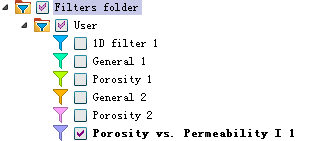 Filters folder
User
1D filter 1
General 1
Porosity 1
General 2
Porosity 2
Porosity vs. Permeability I 1